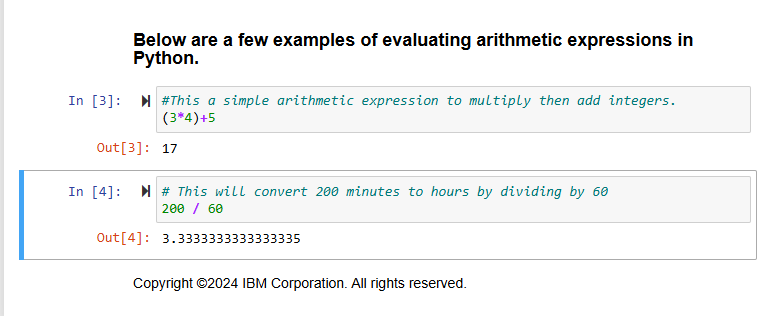 Below are a few examples of evaluating arithmetic expressions in
Python.
In [3]: #This a simple arithmetic expression to multiply then add integers.
(3*4)+5
Out[3]: 17
In [4]: # This will convert 200 minutes to hours by dividing by 60
200 / 60
Out[4]: 3.3333333333333335
Copyright ©2024 IBM Corporation. All rights reserved.